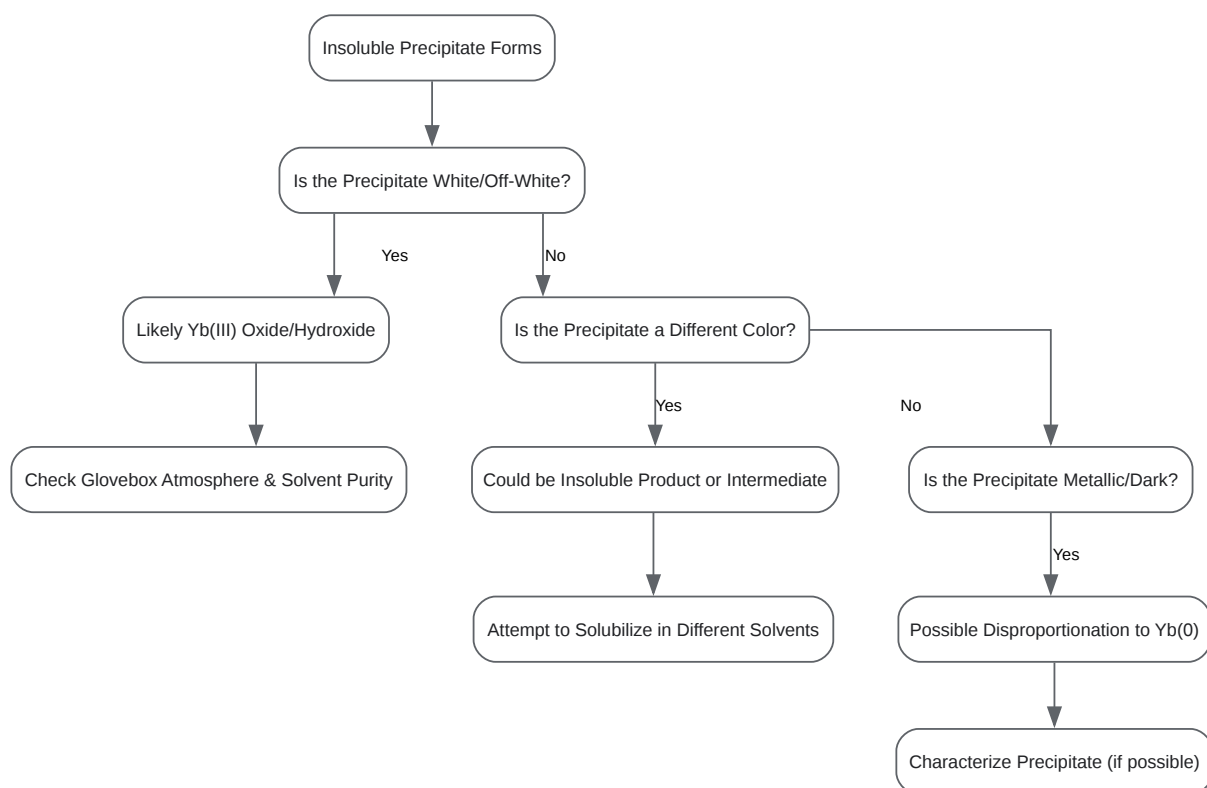 Insoluble Precipitate Forms
Is the Precipitate White/Off-White?
Yes
No
Likely Yb(III) Oxide/Hydroxide
Is the Precipitate a Different Color?
Yes
No
Check Glovebox Atmosphere & Solvent Purity
Could be Insoluble Product or Intermediate
Is the Precipitate Metallic/Dark?
Yes
Attempt to Solubilize in Different Solvents
Possible Disproportionation to Yb(0)
Characterize Precipitate (if possible)